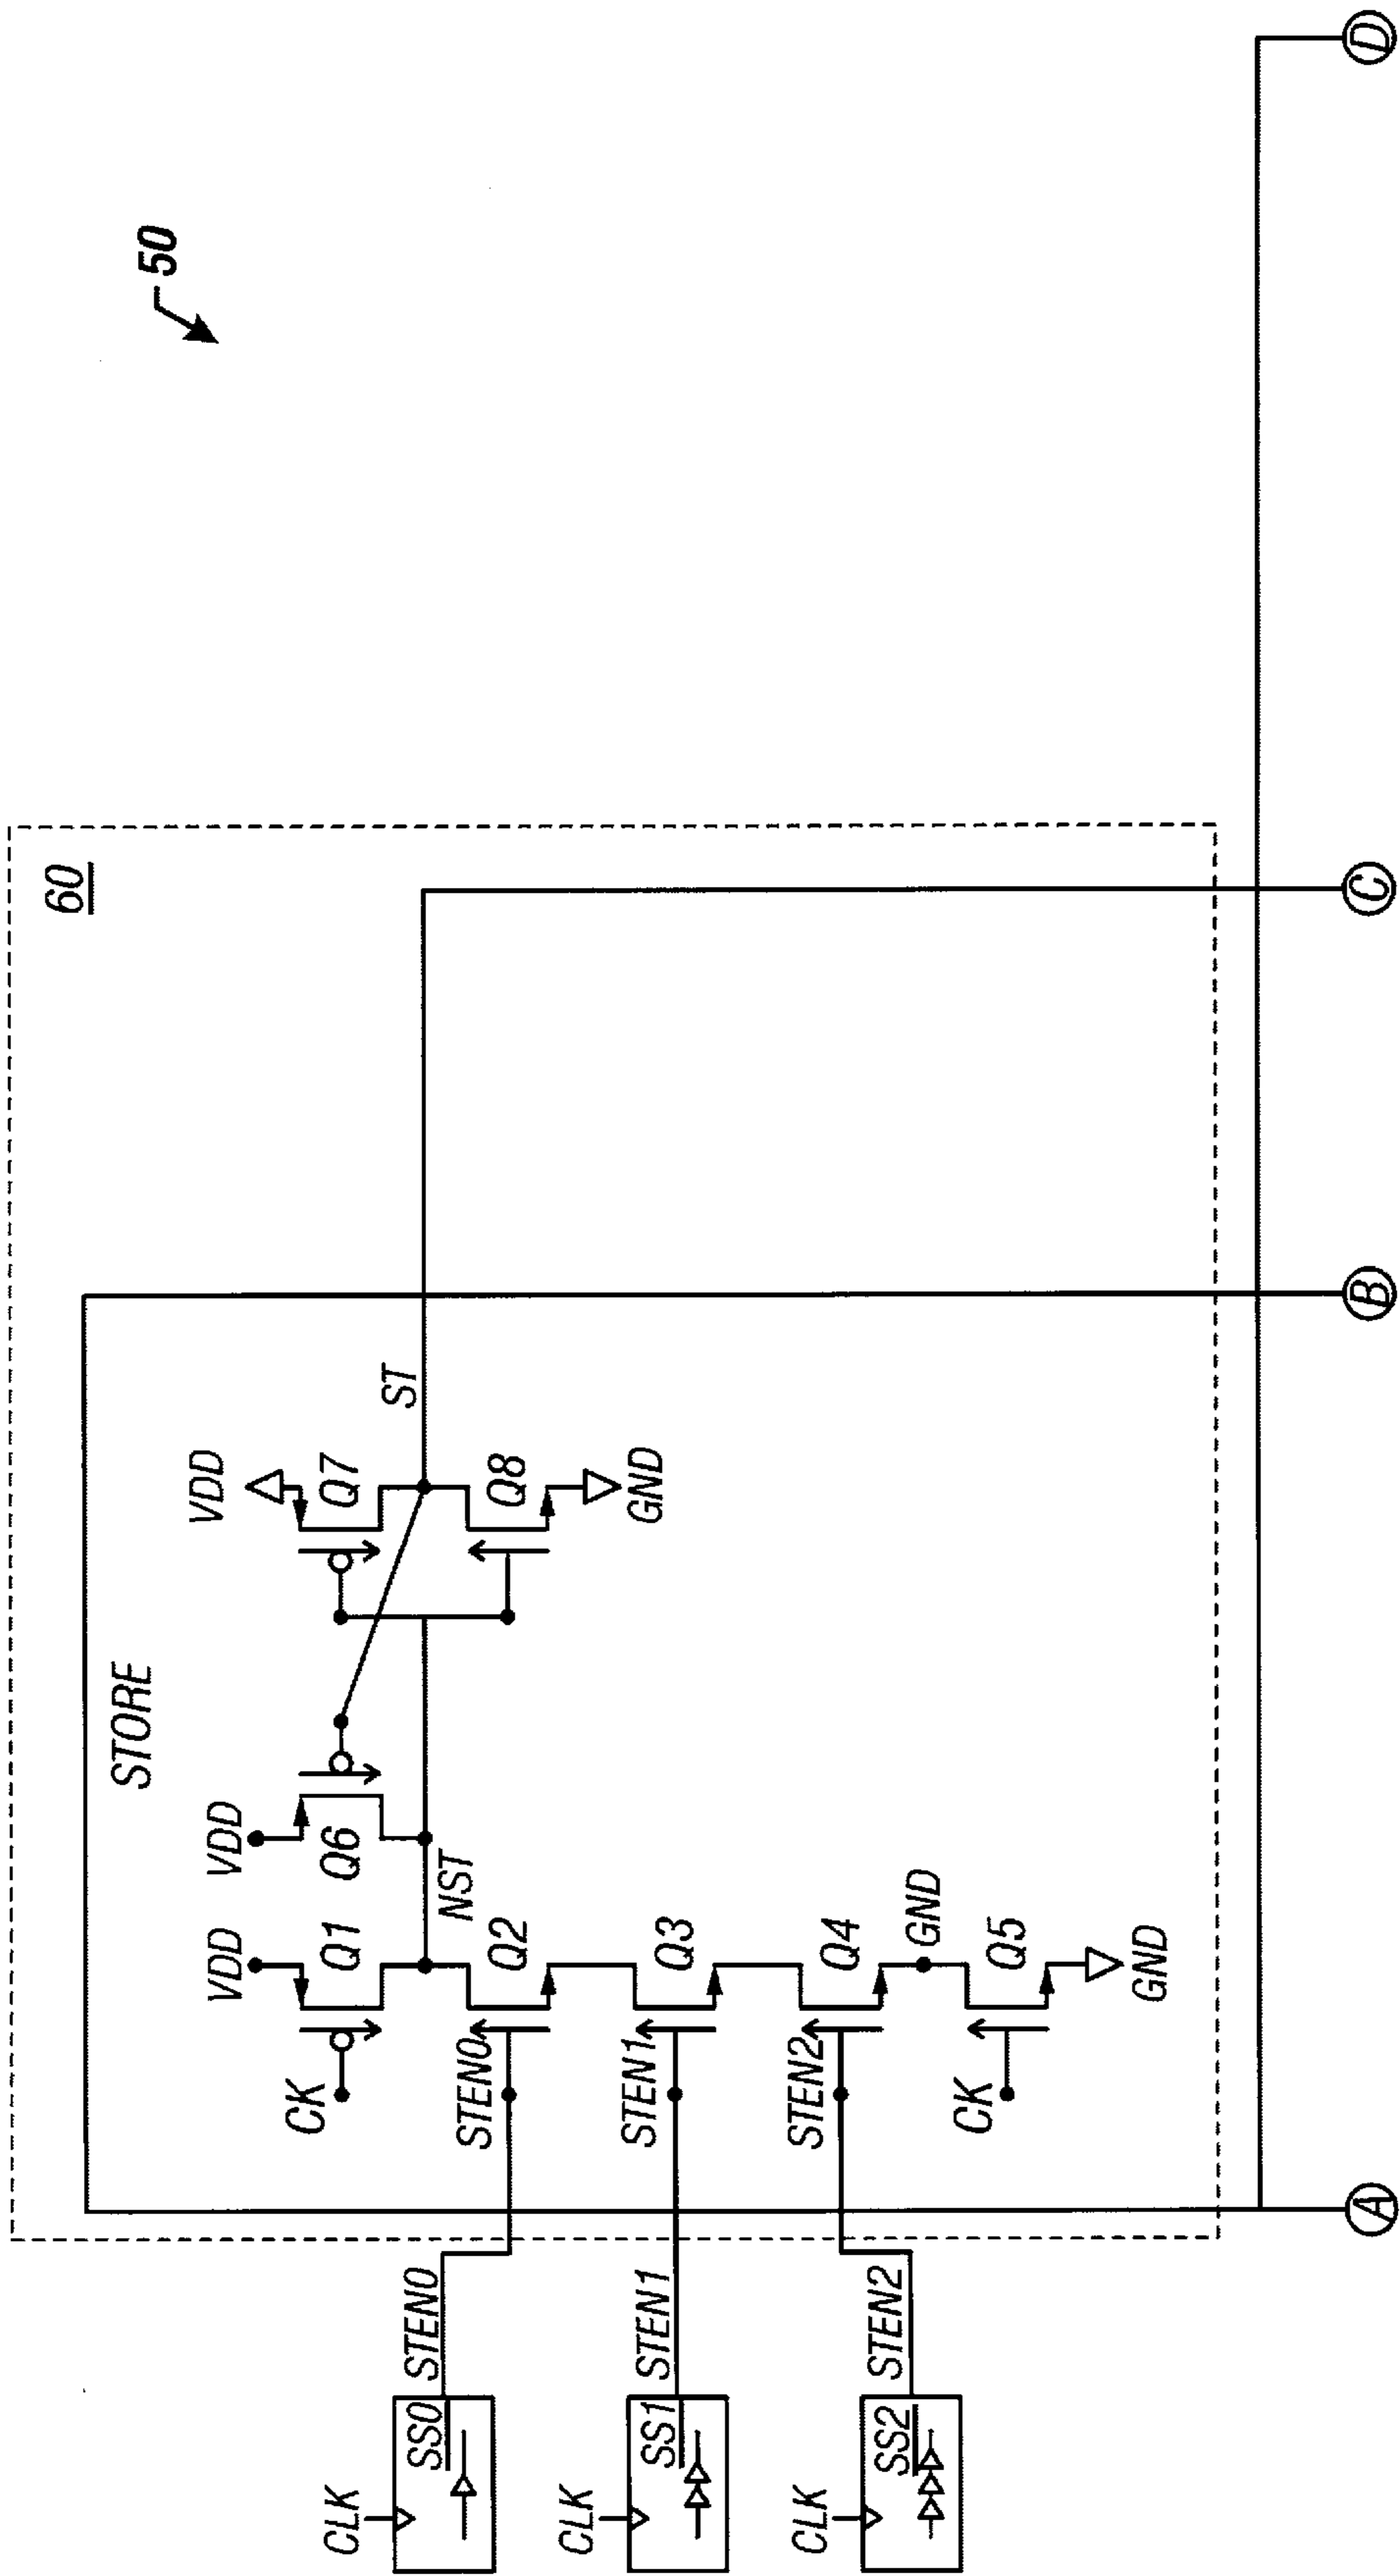 60
50
STORE
VDD
VDD
VDD
CK
Q1
Q6
Q7
ST
CLK
SS0
STEN0
STEN0
NST
Q2
Q8
GND
CLK
SS1
STEN1
STEN1
Q3
CLK
SS2
STEN2
STEN2
Q4
GND
CK
Q5
GND
A
B
C
D